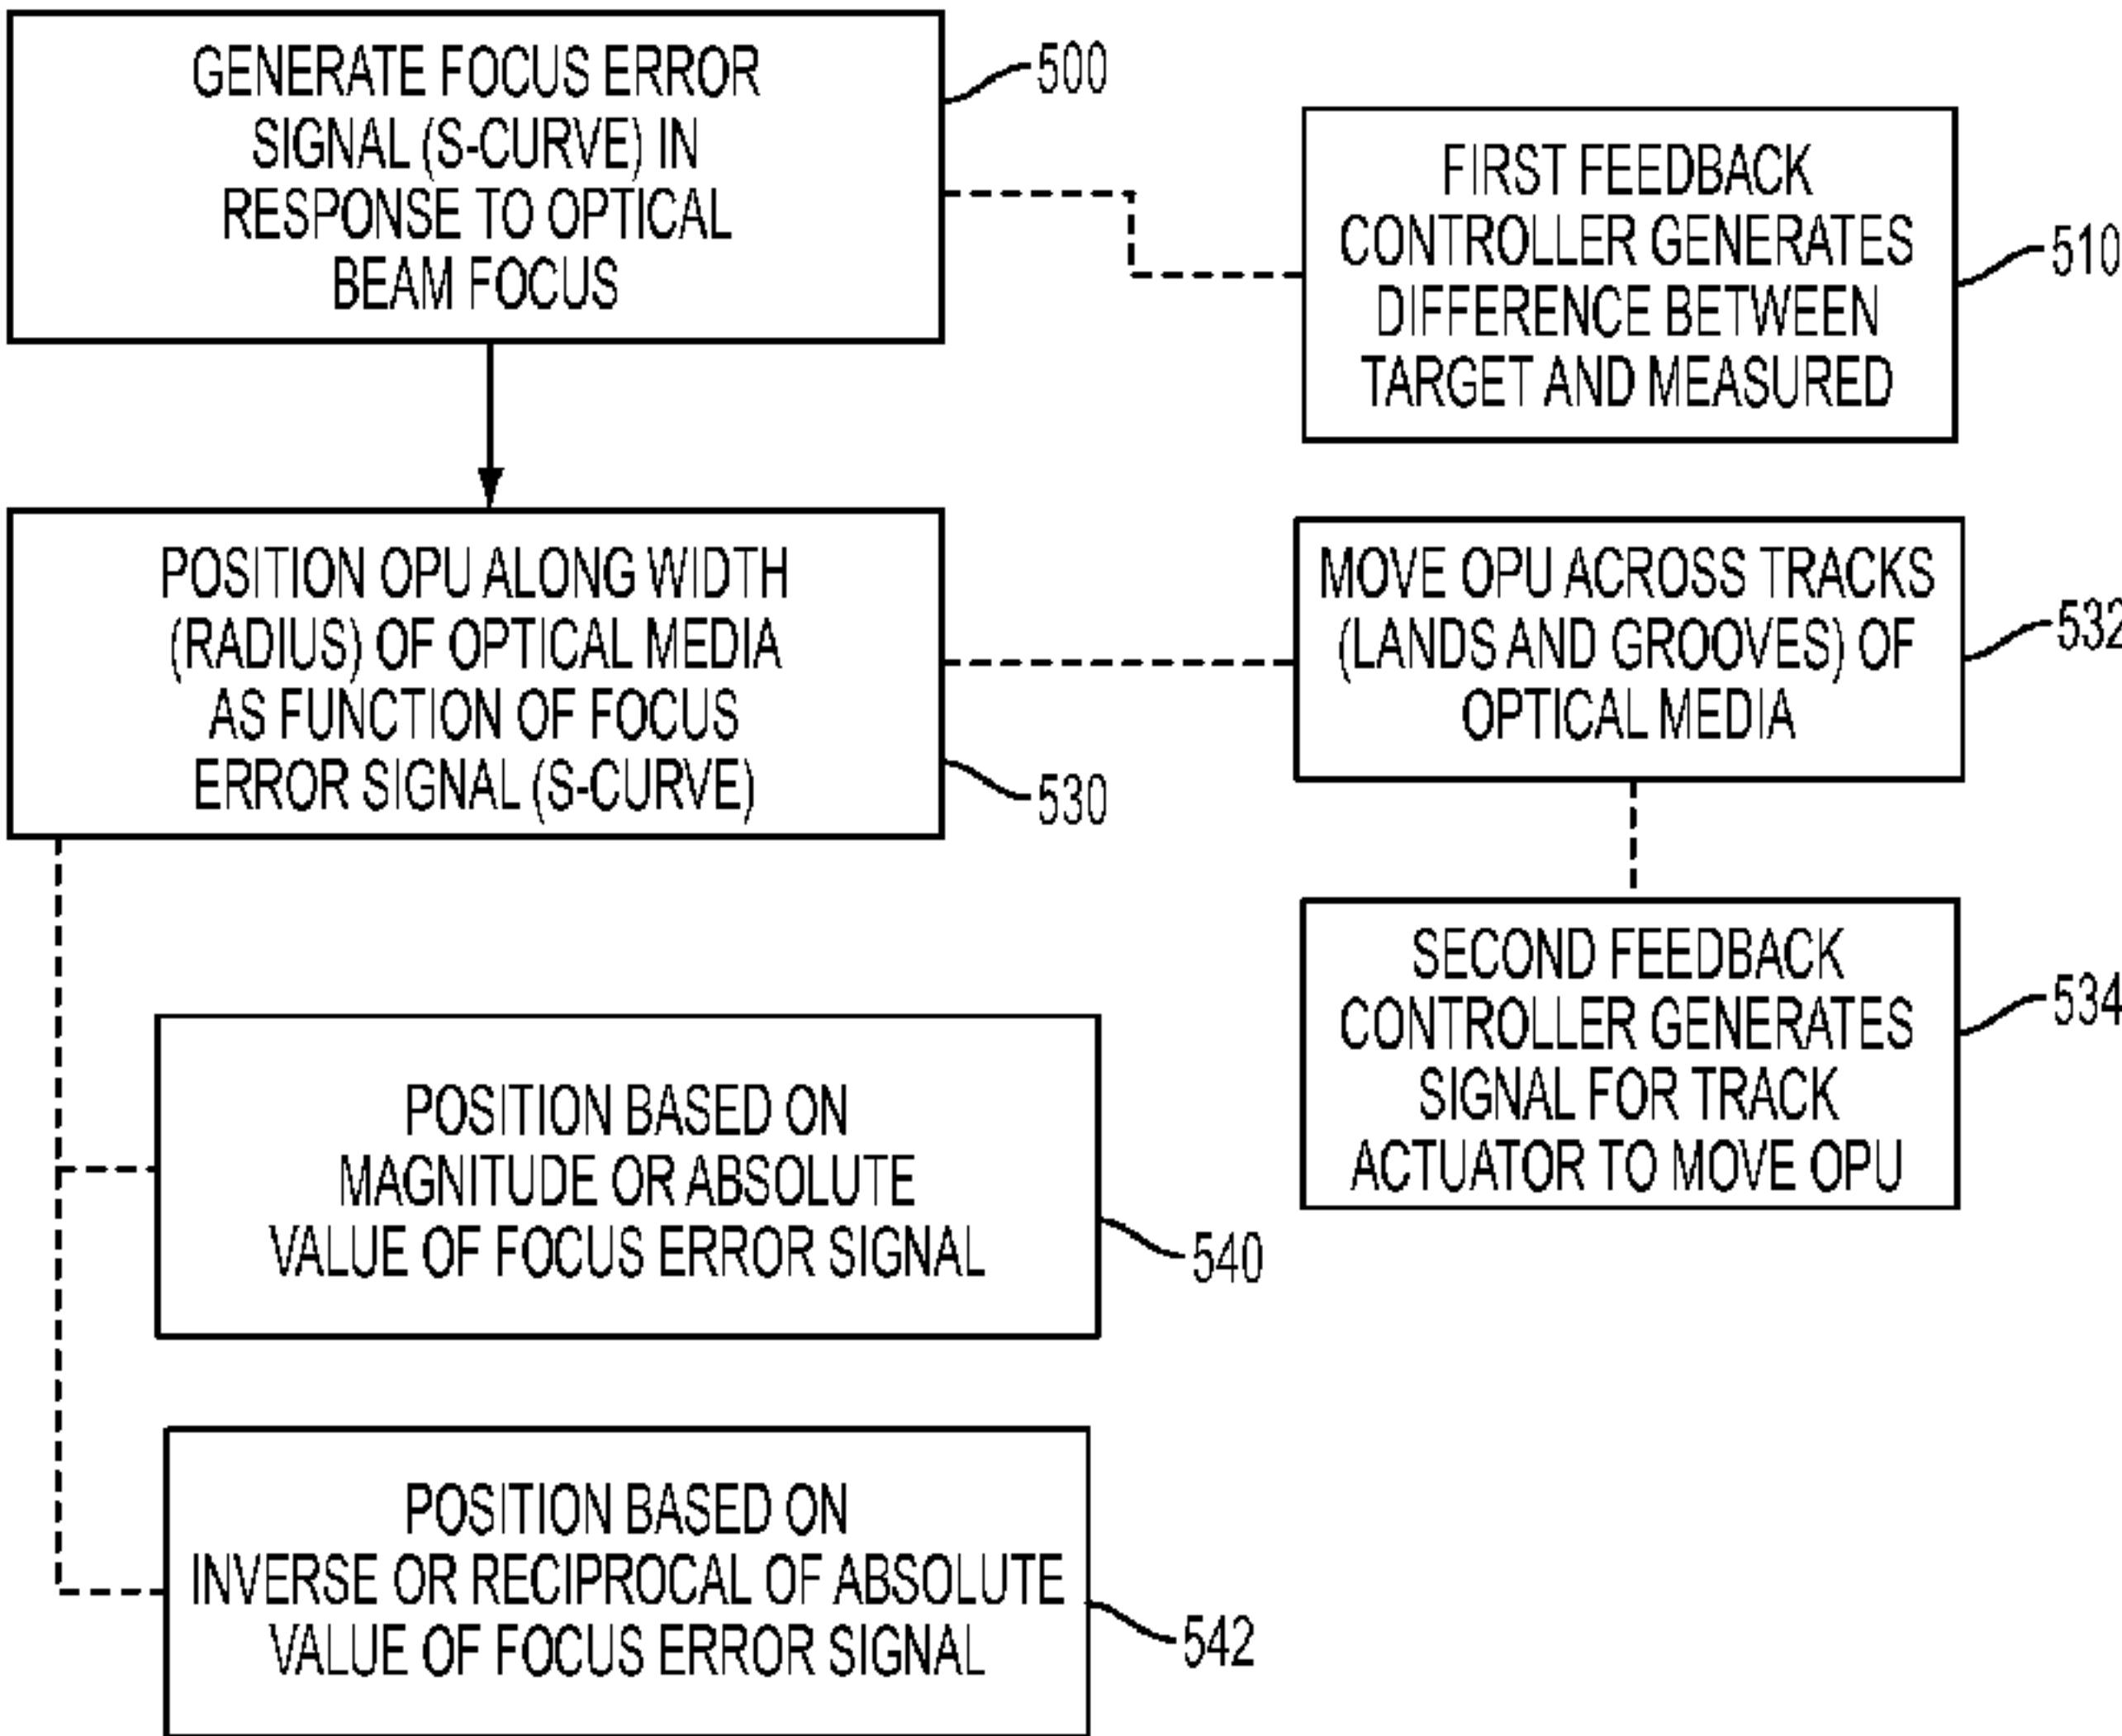 GENERATE FOCUS ERROR
SIGNAL (S-CURVE) IN
RESPONSE TO OPTICAL
BEAM FOCUS
500
FIRST FEEDBACK
CONTROLLER GENERATES
DIFFERENCE BETWEEN
TARGET AND MEASURED
510
POSITION OPU ALONG WIDTH
(RADIUS) OF OPTICAL MEDIA
AS FUNCTION OF FOCUS
ERROR SIGNAL (S-CURVE)
530
MOVE OPU ACROSS TRACKS
(LANDS AND GROOVES) OF
OPTICAL MEDIA
532
SECOND FEEDBACK
CONTROLLER GENERATES
SIGNAL FOR TRACK
ACTUATOR TO MOVE OPU
534
POSITION BASED ON
MAGNITUDE OR ABSOLUTE
VALUE OF FOCUS ERROR SIGNAL
540
POSITION BASED ON
INVERSE OR RECIPROCAL OF ABSOLUTE
VALUE OF FOCUS ERROR SIGNAL
542